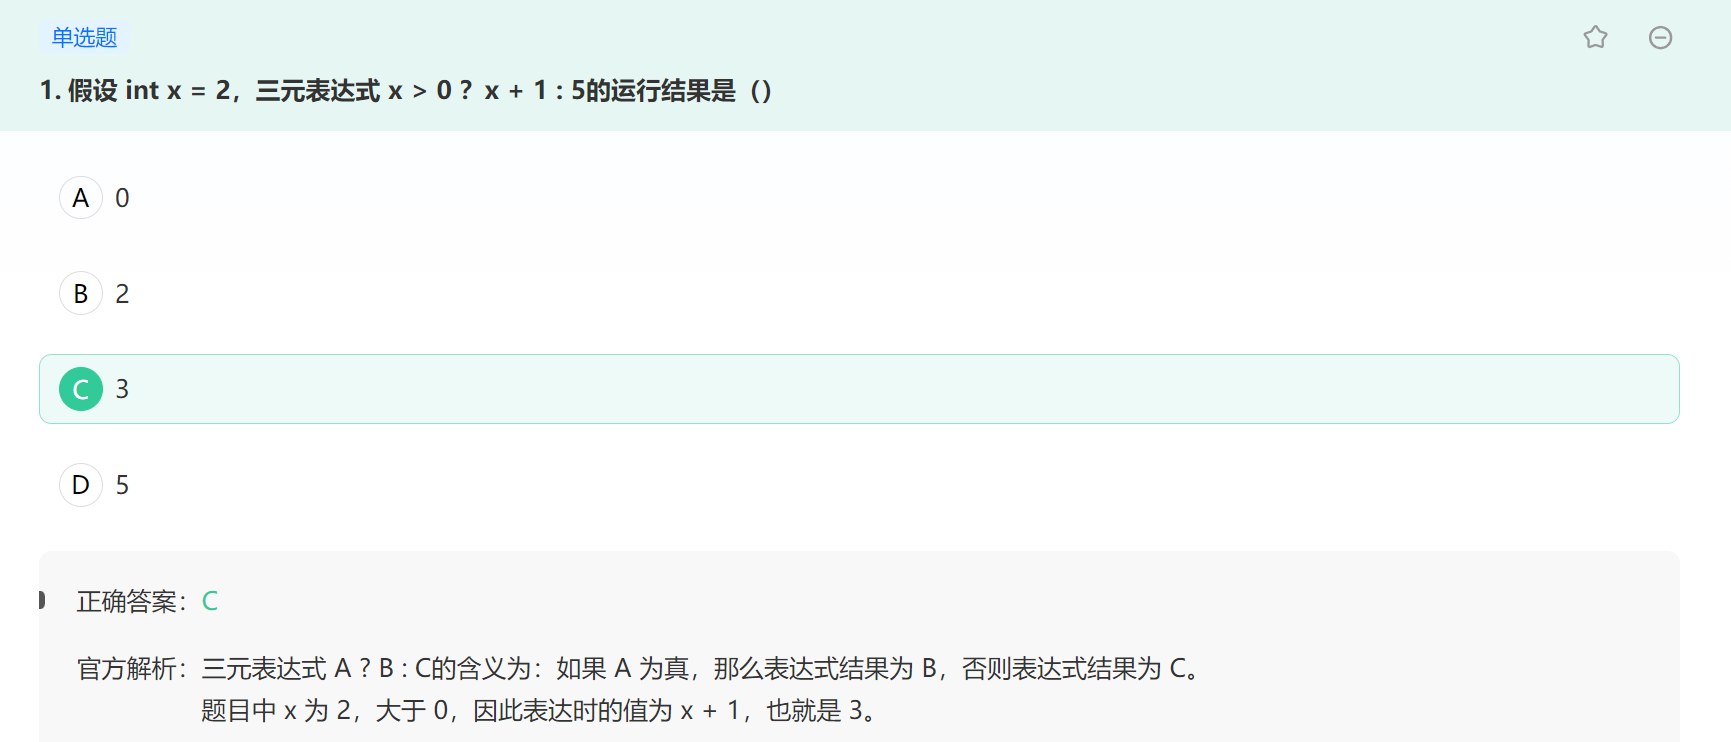 单选题
1. 假设 int x = 2，三元表达式 x > 0 ? x + 1 : 5的运行结果是（）
A 0
B 2
C 3
D 5
正确答案：C
官方解析：三元表达式 A ? B : C的含义为：如果 A 为真，那么表达式结果为 B，否则表达式结果为 C。
题目中 x 为 2，大于 0，因此表达时的值为 x + 1，也就是 3。